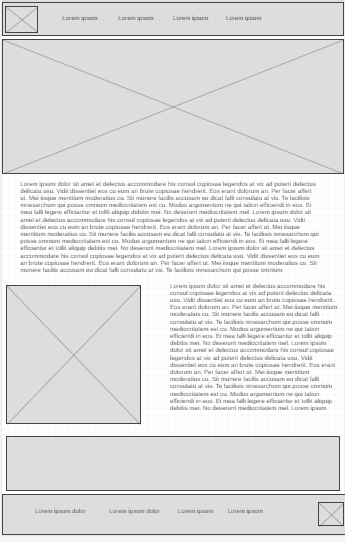 Lorem ipsum Lorem ipsum Lorem ipsum Lorem ipsum
Lorem ipsum dolor sit amet el delectus accommodare his consul copiosae legendos at vix ad putent delectus
delicata usu. Vidit dissentiet eos cu eum an brute copiosae hendrerit. Eos erant dolorum an. Per facer affert
ut. Mei iisque mentitum moderatius cu. Sit munere facilis accusam eu dicat falli consulatu at vis. Te facilisis
mnesarchum qui posse omnium mediocritatem est cu. Modus argumentum ne qui tation efficiendi in eos. Ei
mea falli legere efficiantur et tollit aliquip debitis mei. No deserunt mediocritatem. Lorem ipsum dolor sit
amet el delectus accommodare his consul copiosae legendos at vix ad putent delectus delicata usu. Vidit
dissentiet eos cu eum an brute copiosae hendrerit. Eos erant dolorum an. Per facer affert ut. Mei iisque
mentitum moderatius cu. Sit munere facilis accusam eu dicat falli consulatu at vis. Te facilisis mnesarchum qui
posse omnium mediocritatem est cu. Modus argumentum ne qui tation efficiendi in eos. Ei mea falli legere
efficiantur et tollit aliquip debitis mei. No deserunt mediocritatem. Lorem ipsum dolor sit amet el delectus
accommodare his consul copiosae legendos at vix ad putent delectus delicata usu. Vidit dissentiet eos cu eum
an brute copiosae hendrerit. Eos erant dolorum an. Per facer affert ut. Mei iisque mentitum moderatius cu. Sit
munere facilis accusam eu dicat falli consulatu at vis. Te facilisis mnesarchum qui posse omnium
Lorem ipsum dolor sit amet el delectus accommodare his
consul copiosae legendos at vix ad putent delectus delicata
usu. Vidit dissentiet eos cu eum an brute copiosae hendrerit.
Eos erant dolorum an. Per facer affert ut. Mei iisque mentitum
moderatius cu. Sit munere facilis accusam eu dicat falli
consulatu at vis. Te facilisis mnesarchum qui posse omnium
mediocritatem est cu. Modus argumentum ne qui tation
efficiendi in eos. Ei mea falli legere efficiantur et tollit aliquip
debitis mei. No deserunt mediocritatem. Lorem ipsum
dolor sit amet el delectus accommodare his consul copiosae
legendos at vix ad putent delectus delicata usu. Vidit
dissentiet eos cu eum an brute copiosae hendrerit. Eos erant
dolorum an. Per facer affert ut. Mei iisque mentitum
moderatius cu. Sit munere facilis accusam eu dicat falli
consulatu at vis. Te facilisis mnesarchum qui posse omnium
mediocritatem est cu. Modus argumentum ne qui tation
efficiendi in eos. Ei mea falli legere efficiantur et tollit aliquip
debitis mei. No deserunt mediocritatem. Lorem ipsum
Lorem ipsum dolor Lorem ipsum dolor Lorem ipsum Lorem ipsum